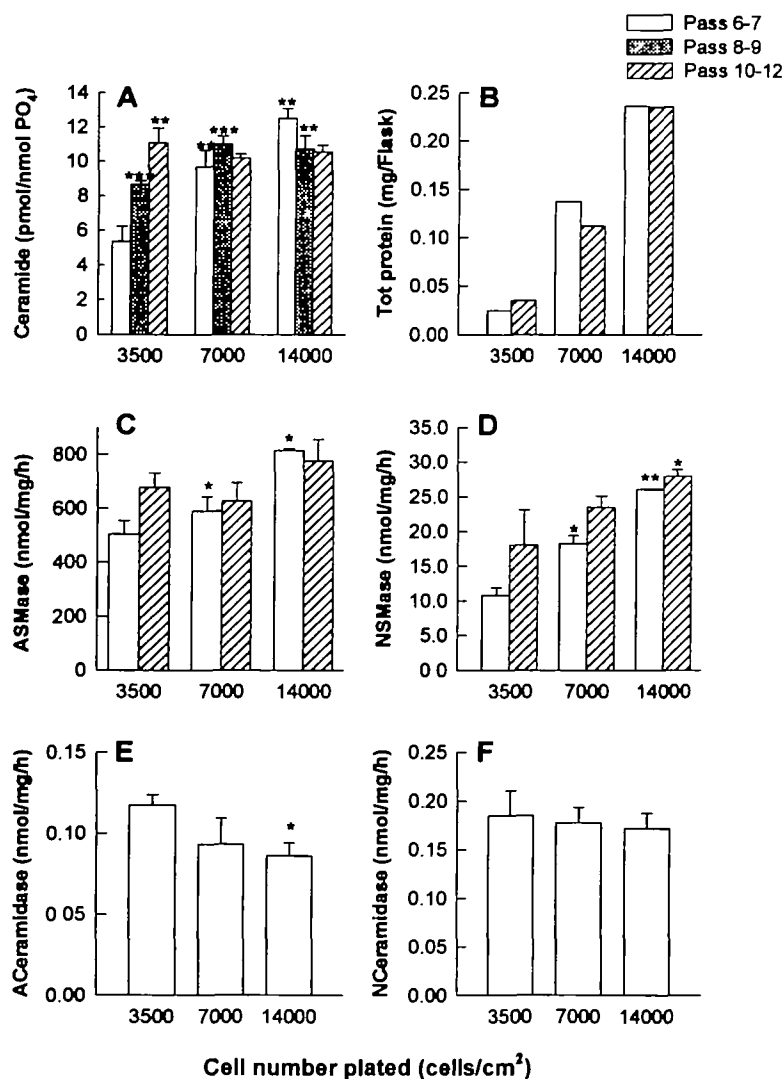 Pass 6-7
Pass 8-9
Pass 10-12
A
Ceramide (pmol/nmol PO4)
14
12
10
8
6
4
2
0
** 
***
**
**
***
**
**
3500 7000 14000
B
Tot protein (mg/Flask)
0.25
0.20
0.15
0.10
0.05
0.00
3500 7000 14000
C
ASMase (nmol/mg/h)
800
600
400
200
0
*
*
3500 7000 14000
D
NSMase (nmol/mg/h)
35.0
30.0
25.0
20.0
15.0
10.0
5.0
0 0
*
**
*
3500 7000 14000
E
ACeramidase (nmol/mg/h)
0.15
0.10
0 05
0.00
*
3500 7000 14000
F
NCeramidase (nmol/mg/h)
0.25
0.20
0.15
0.10
0.05
0.00
3500 7000 14000
Cell number plated (cells/cm²)